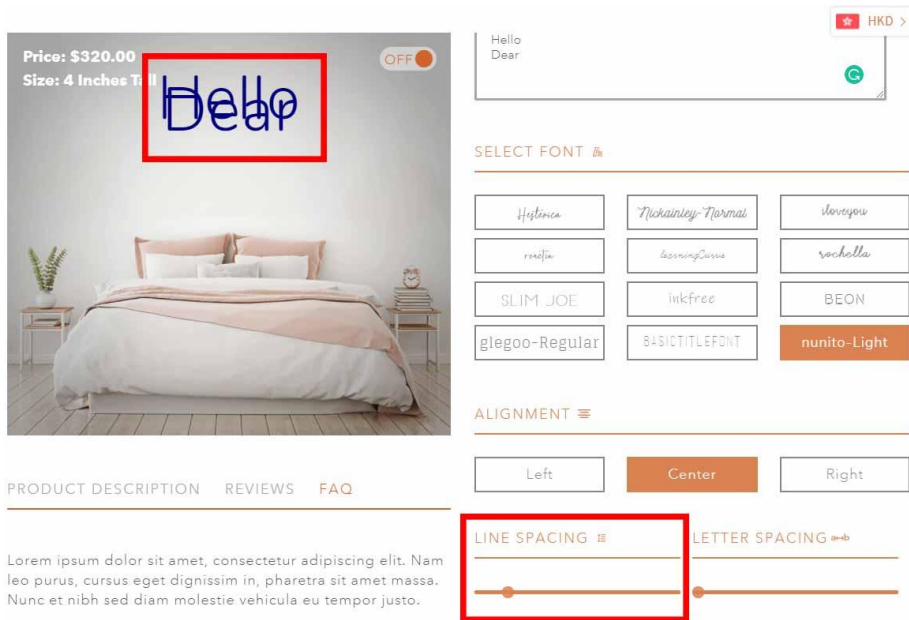 HKD >
Price: $320.00
OFF
Size: 4 Inches Tall
Hello
Dear
Hello
Dear
SELECT FONT
Histerica
Nickainley-Normal
iloveyou
rochella
SLIM JOE
inkfree
BEON
glegoo-Regular
BASICTITLEFONT
nunito-Light
ALIGNMENT
Left
Center
Right
PRODUCT DESCRIPTION
REVIEWS
FAQ
LINE SPACING
LETTER SPACING
Lorem ipsum dolor sit amet, consectetur adipiscing elit. Nam
leo purus, cursus eget dignissim in, pharetra sit amet massa.
Nunc et nibh sed diam molestie vehicula eu tempor justo.